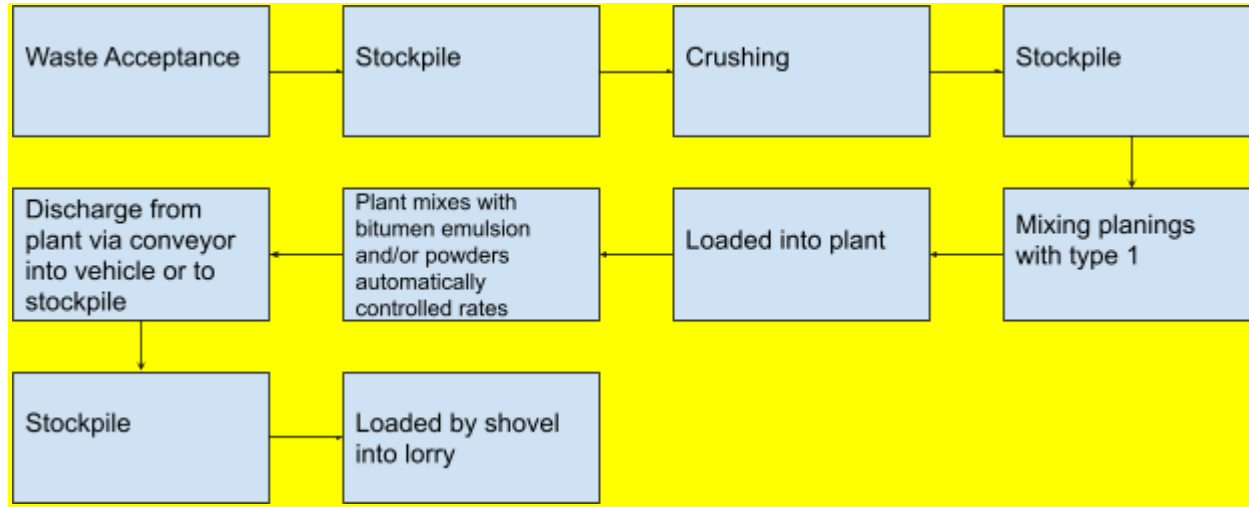 Waste Acceptance
Stockpile
Crushing
Stockpile
Mixing planings
with type 1
Loaded into plant
Plant mixes with
bitumen emulsion
and/or powders
automatically
controlled rates
Discharge from
plant via conveyor
into vehicle or to
stockpile
Stockpile
Loaded by shovel
into lorry